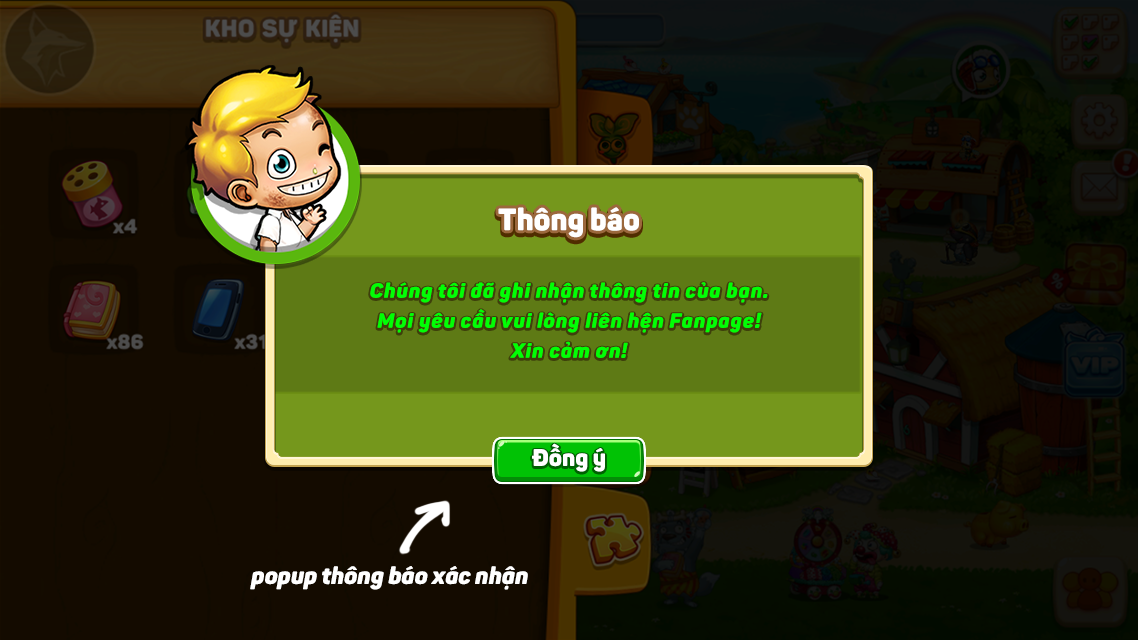 KHO SỰ KIỆN
x4
Thông báo
Chúng tôi đã ghi nhận thông tin của bạn.
Mọi yêu cầu vui lòng liên hện Fanpage!
Xin cảm ơn!
x86
x31
VIP
Đồng ý
popup thông báo xác nhận